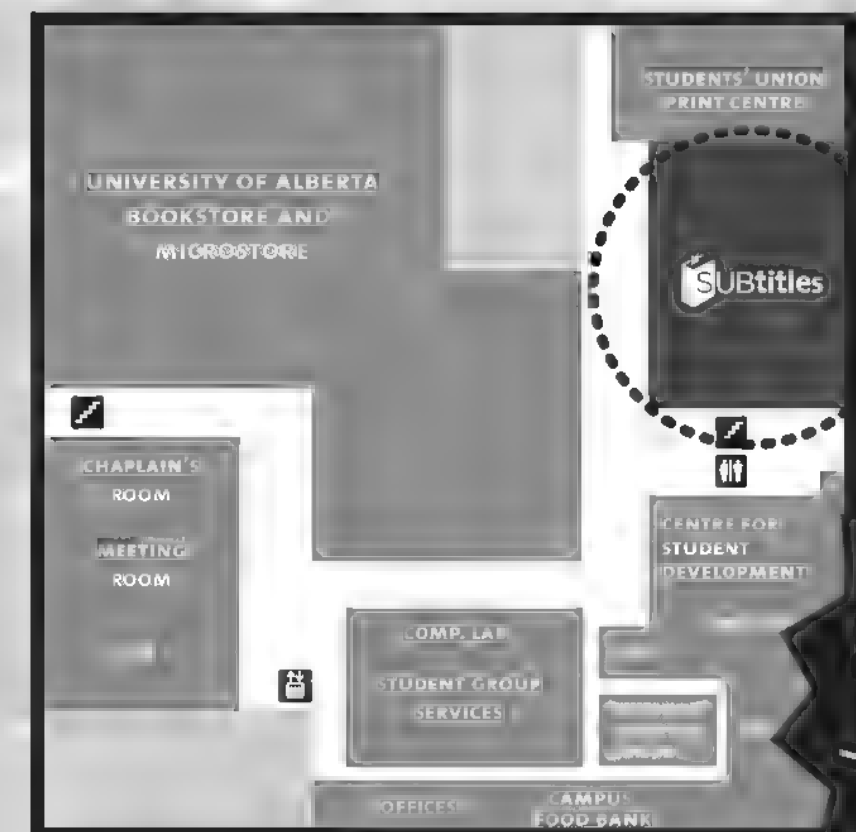 STUDENTS' UNION
PRINT CENTRE
UNIVERSITY OF ALBERTA
BOOKSTORE AND
MICROSTORE
SUBtitles
CHAPLAIN'S
ROOM
MEETING
ROOM
CENTRE FOR
STUDENT
DEVELOPMENT
COMP. LAB
STUDENT GROUP
SERVICES
OFFICES
CAMPUS
FOOD BANK